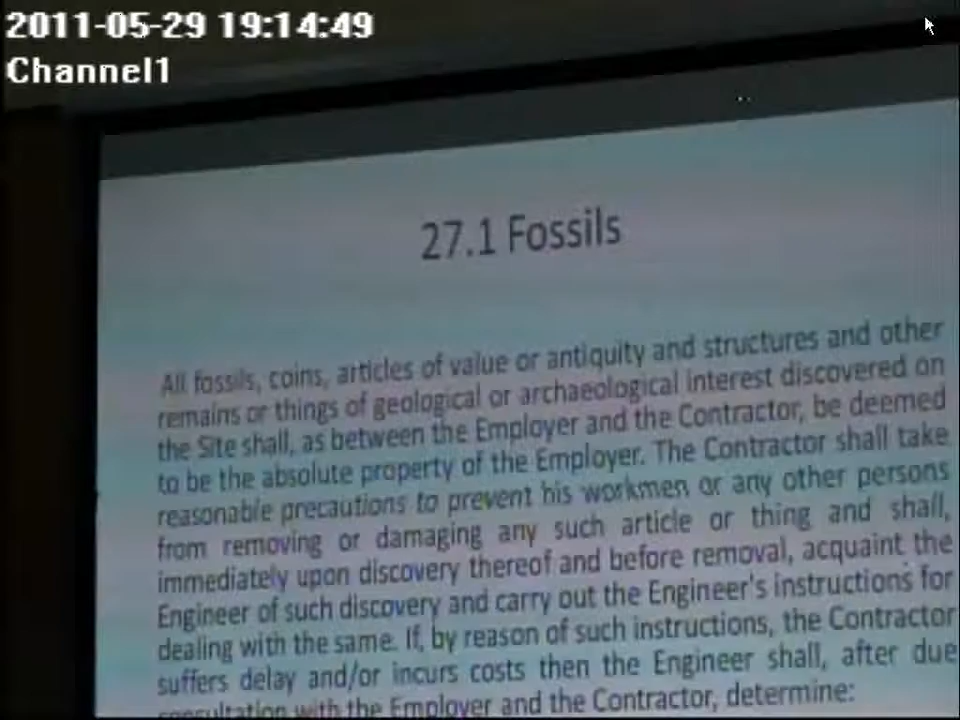 2011-05-29 19:14:49
Channel1
27.1 Fossils
All fossils, coins, articles of value or antiquity and structures and other
remains or things of geological or archaeological interest discovered on
the Site shall, as between the Employer and the Contractor, be deemed
to be the absolute property of the Employer. The Contractor shall take
reasonable precautions to prevent his workmen or any other persons
from removing or damaging any such article or thing and shall,
immediately upon discovery thereof and before removal, acquaint the
Engineer of such discovery and carry out the Engineer's instructions for
dealing with the same. If, by reason of such instructions, the Contractor
suffers delay and/or incurs costs then the Engineer shall, after due
consultation with the Employer and the Contractor, determine: